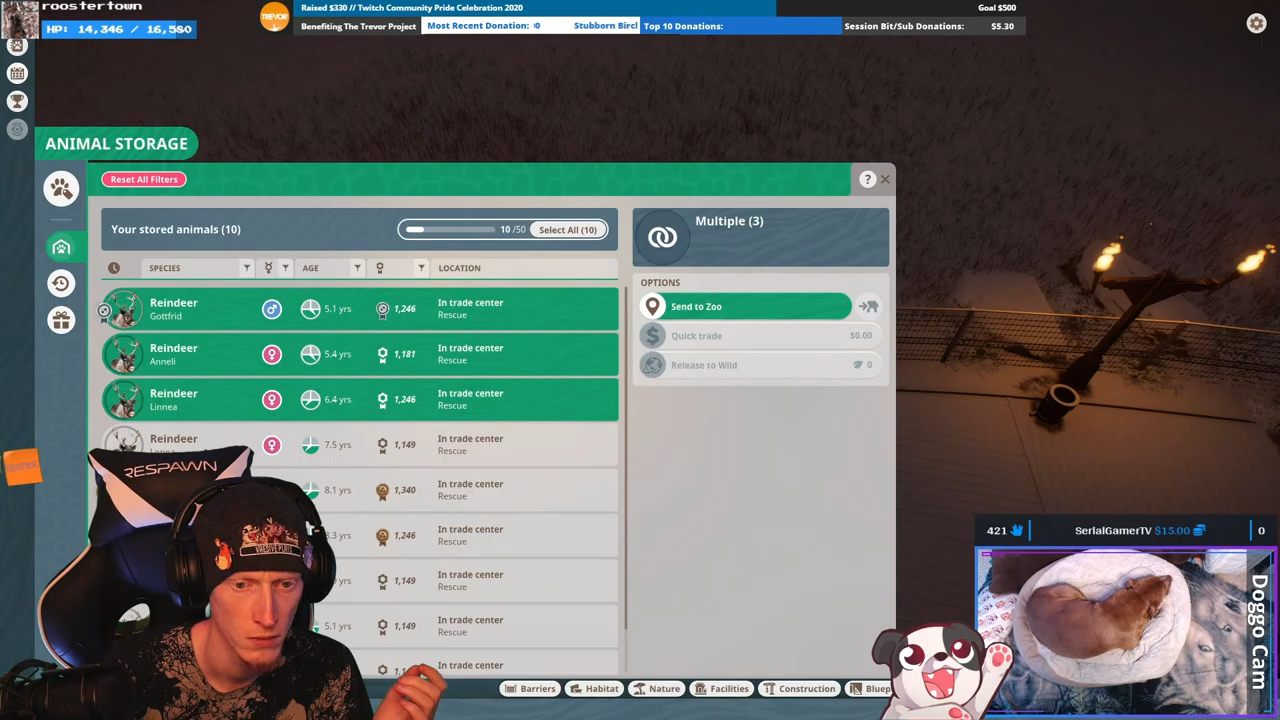 roostertown
HP: 14,346 / 16,580
TREVOR
Raised $330 // Twitch Community Pride Celebration 2020
Goal $500
Benefiting The Trevor Project
Most Recent Donation:
Stubborn
Top 10 Donations:
Session Bit/Sub Donations:
$5.30
ANIMAL STORAGE
Reset All Filters
?
Your stored animals (10)
10 /50
Select All (10)
Multiple (3)
SPECIES
AGE
LOCATION
OPTIONS
Reindeer
Gottfrid
5.1 yrs
1,246
In trade center
Rescue
Send to Zoo
Reindeer
Anneli
5.4 yrs
1,181
In trade center
Rescue
Quick trade
$0.00
Release to Wild
0
Reindeer
Linnea
6.4 yrs
1,246
In trade center
Rescue
Reindeer
7.5 yrs
1,149
In trade center
Rescue
8.1 yrs
1,340
In trade center
Rescue
1,246
In trade center
Rescue
1,149
In trade center
Rescue
5.1 yrs
1,149
In trade center
Rescue
In trade center
RESPAWN
421
SerlalGamerTV $15.00
0
Doggo Cam
Barriers
Habitat
Nature
Facilities
Construction
Bluep